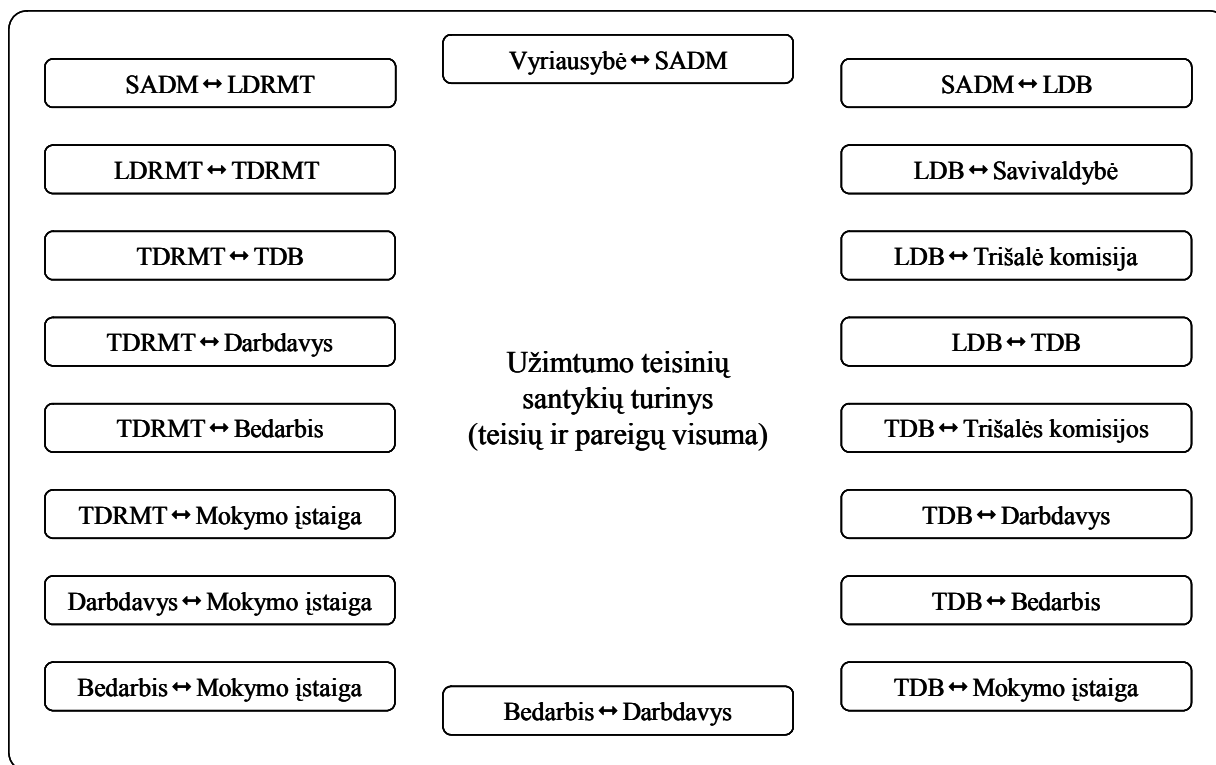 Vyriausybė ↔ SADM
SADM ↔ LDRMT
LDRMT ↔ TDRMT
TDRMT ↔ TDB
TDRMT ↔ Darbdavys
TDRMT ↔ Bedarbis
TDRMT ↔ Mokymo įstaiga
Darbdavys ↔ Mokymo įstaiga
Bedarbis ↔ Mokymo įstaiga
Užimtumo teisinių
santykių turinys
(teisių ir pareigų visuma)
Bedarbis ↔ Darbdavys
SADM ↔ LDB
LDB ↔ Savivaldybė
LDB ↔ Trišalė komisija
LDB ↔ TDB
TDB ↔ Trišalės komisijos
TDB ↔ Darbdavys
TDB ↔ Bedarbis
TDB ↔ Mokymo įstaiga